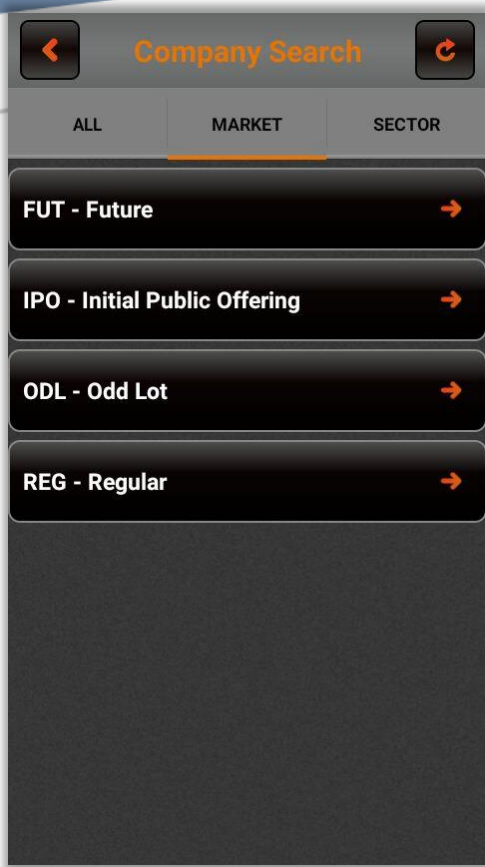 Company Search
ALL MARKET SECTOR
FUT - Future
IPO - Initial Public Offering
ODL - Odd Lot
REG - Regular